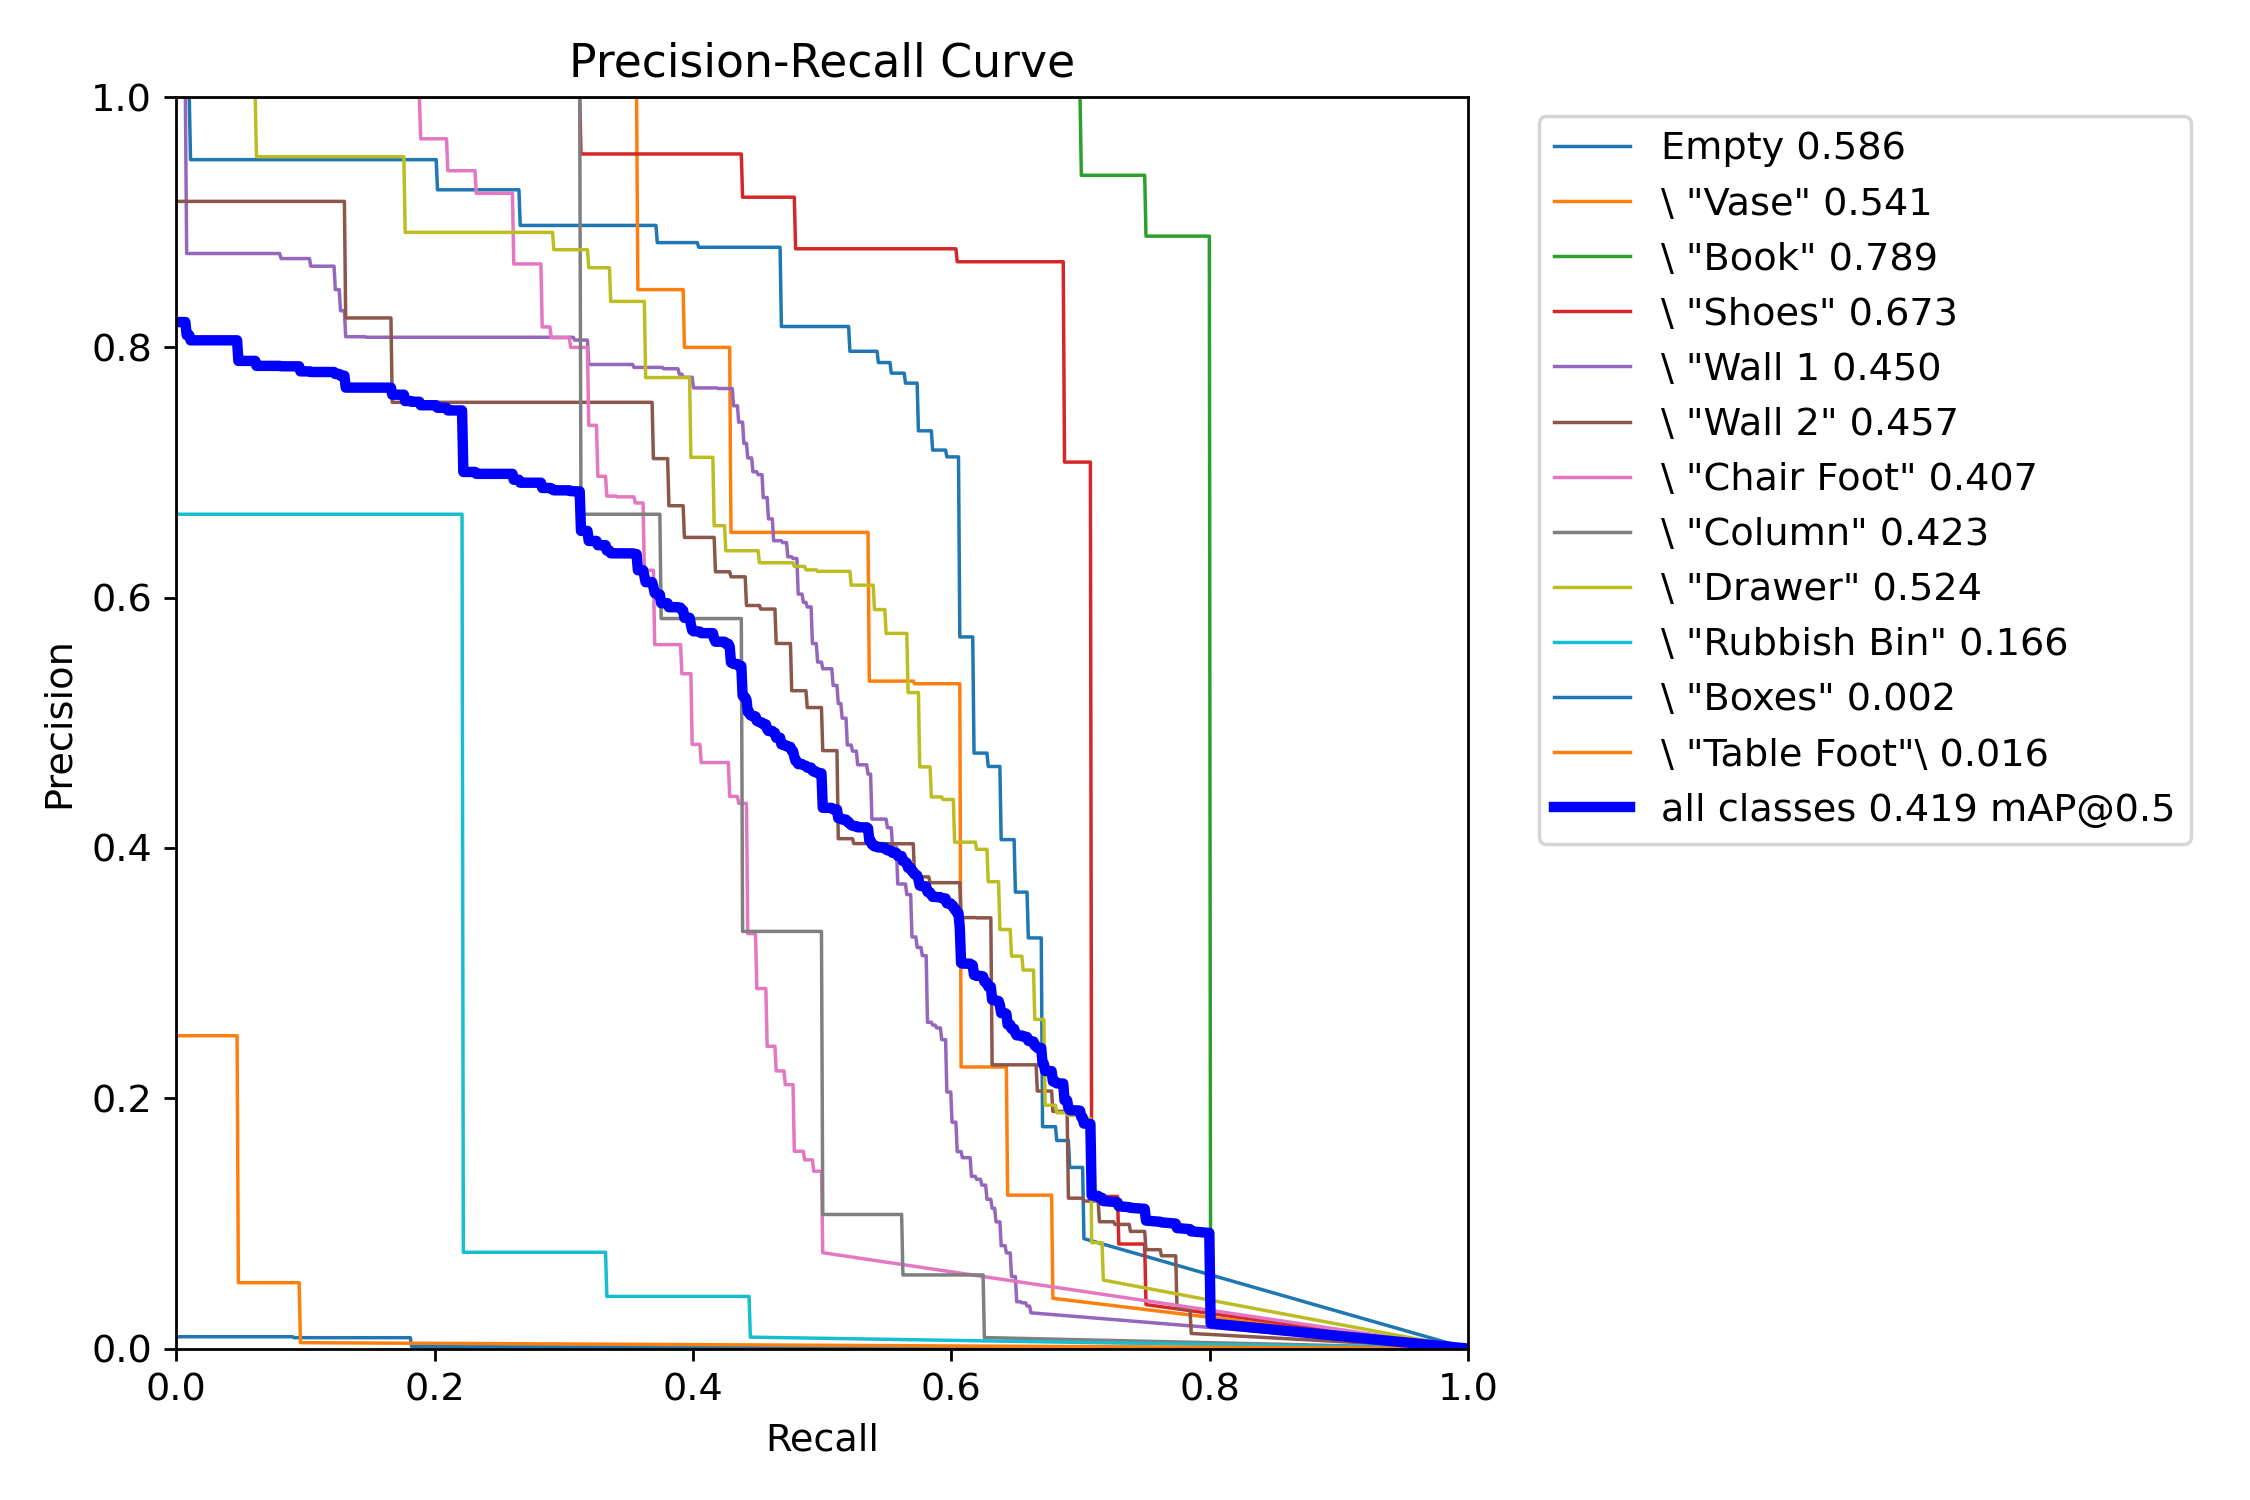 Precision-Recall Curve
1.0
0.8
0.6
0.4
0.2
0.0
Precision
0.0 0.2 0.4 0.6 0.8 1.0
Recall
Empty 0.586
\ "Vase" 0.541
\ "Book" 0.789
\ "Shoes" 0.673
\ "Wall 1 0.450
\ "Wall 2" 0.457
\ "Chair Foot" 0.407
\ "Column" 0.423
\ "Drawer" 0.524
\ "Rubbish Bin" 0.166
\ "Boxes" 0.002
\ "Table Foot"\ 0.016
all classes 0.419 mAP@0.5